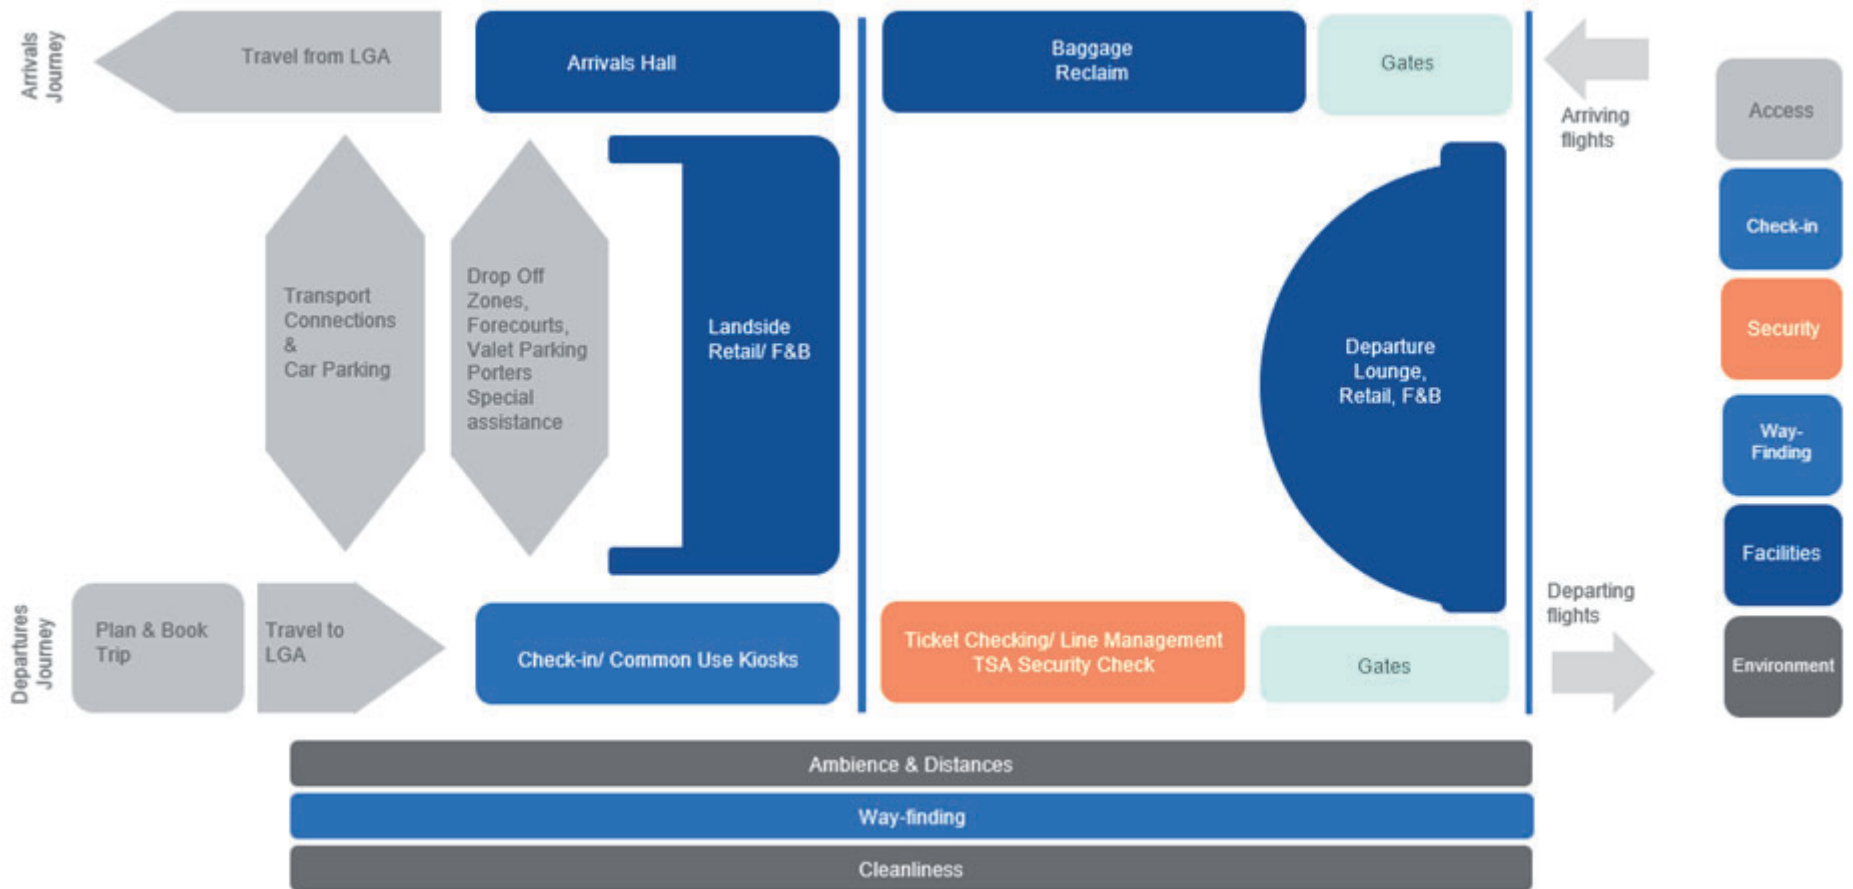 Arrivals
Journey
Travel from LGA
Arrivals Hall
Baggage
Reclaim
Gates
Arriving
flights
Transport
Connections
&
Car Parking
Drop Off
Zones,
Forecourts,
Valet Parking
Porters
Special
assistance
Landside
Retail/ F&B
Departure
Lounge,
Retail, F&B
Departures
Journey
Plan & Book
Trip
Travel to
LGA
Check-in/ Common Use Kiosks
Ticket Checking/ Line Management
TSA Security Check
Gates
Departing
flights
Ambience & Distances
Way-finding
Cleanliness
Access
Check-in
Security
Way-
Finding
Facilities
Environment